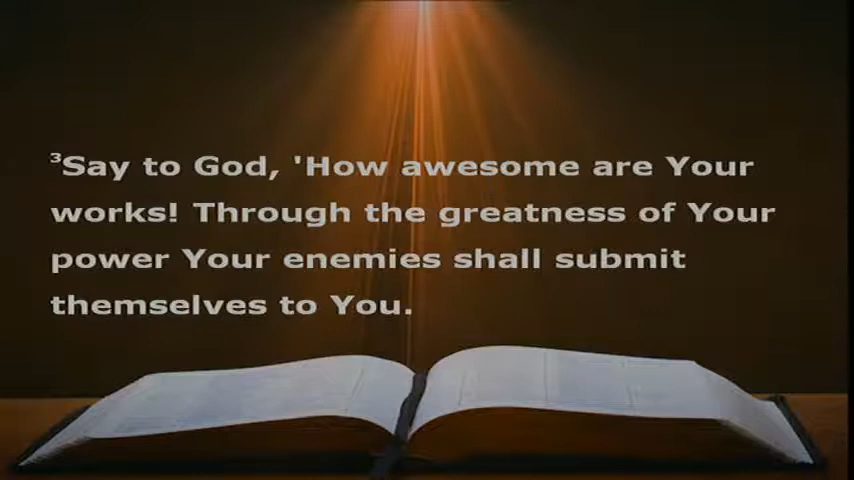 ³Say to God, 'How awesome are Your
works! Through the greatness of Your
power Your enemies shall submit
themselves to You.